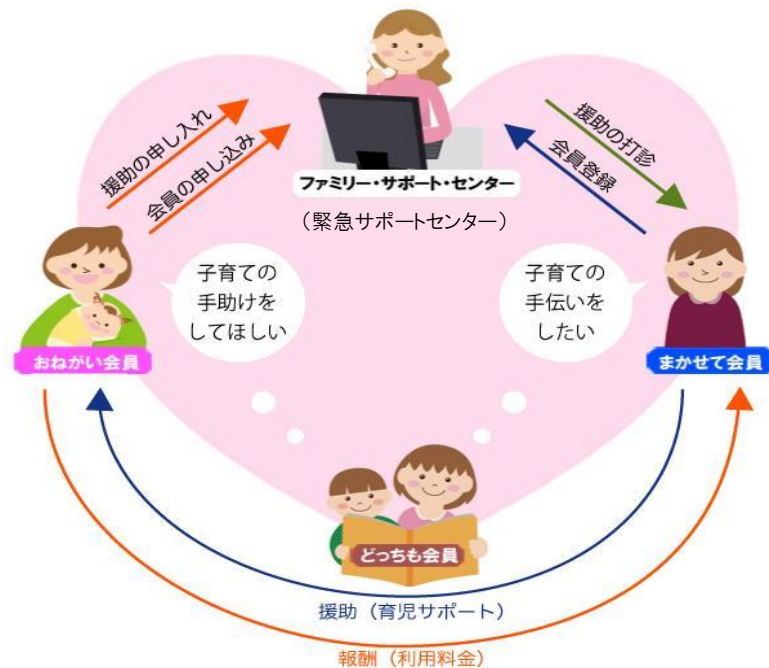 援助の申し入れ
会員の申し込み
援助の打診
会員登録
ファミリー・サポート・センター
（緊急サポートセンター）
子育ての
手助けを
してほしい
子育ての
手伝いを
したい
おねがい会員
まかせて会員
どっちも会員
援助（育児サポート）
報酬（利用料金）